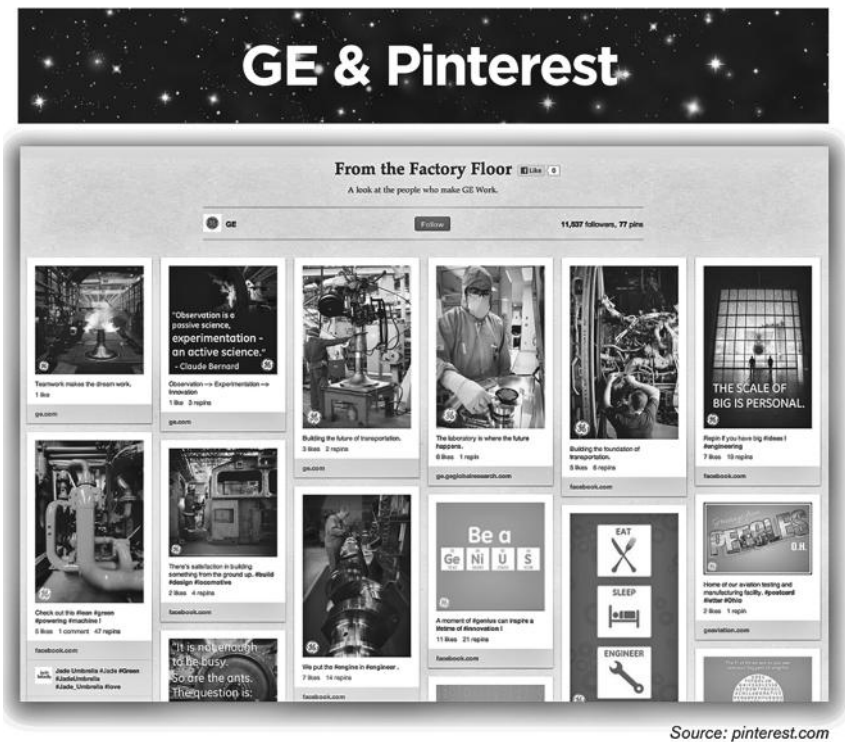 GE & Pinterest
From the Factory Floor
Like 0
A look at the people who make GE Work.
GE
Follow
11,537 followers, 77 pins
Teamwork makes the dream work.
1 like
ge.com
"Observation is a
passive science,
experimentation -
an active science."
- Claude Bernard
Observation --> Experimentation -->
Innovation
1 like 3 repins
ge.com
Building the future of transportation.
3 likes 2 repins
ge.com
The laboratory is where the future
happens.
8 likes 1 repin
ge.geglobalresearch.com
Building the foundation of
transportation.
5 likes 6 repins
facebook.com
THE SCALE OF
BIG IS PERSONAL.
Repin if you have big #ideas !
#engineering
7 likes 19 repins
facebook.com
Check out this #lean #green
#powering #machine !
5 likes 1 comment 47 repins
facebook.com
Jade Umbrella #Jade #Green
#JadeUmbrella
#Jade_Umbrella #love
There's satisfaction in building
something from the ground up. #build
#design #locomotive
2 likes 4 repins
facebook.com
"It is not enough
to be busy.
So are the ants.
The question is:
We put the #engine in #engineer .
7 likes 14 repins
facebook.com
Be a
Ge Ni U S
A moment of #genius can inspire a
lifetime of #innovation !
11 likes 21 repins
facebook.com
EAT
SLEEP
ENGINEER
Greetings from
PEEBLES
O.H.
Home of our aviation testing and
manufacturing facility. #postcard
#letter #Ohio
2 likes 1 repin
geaviation.com
Source: pinterest.com